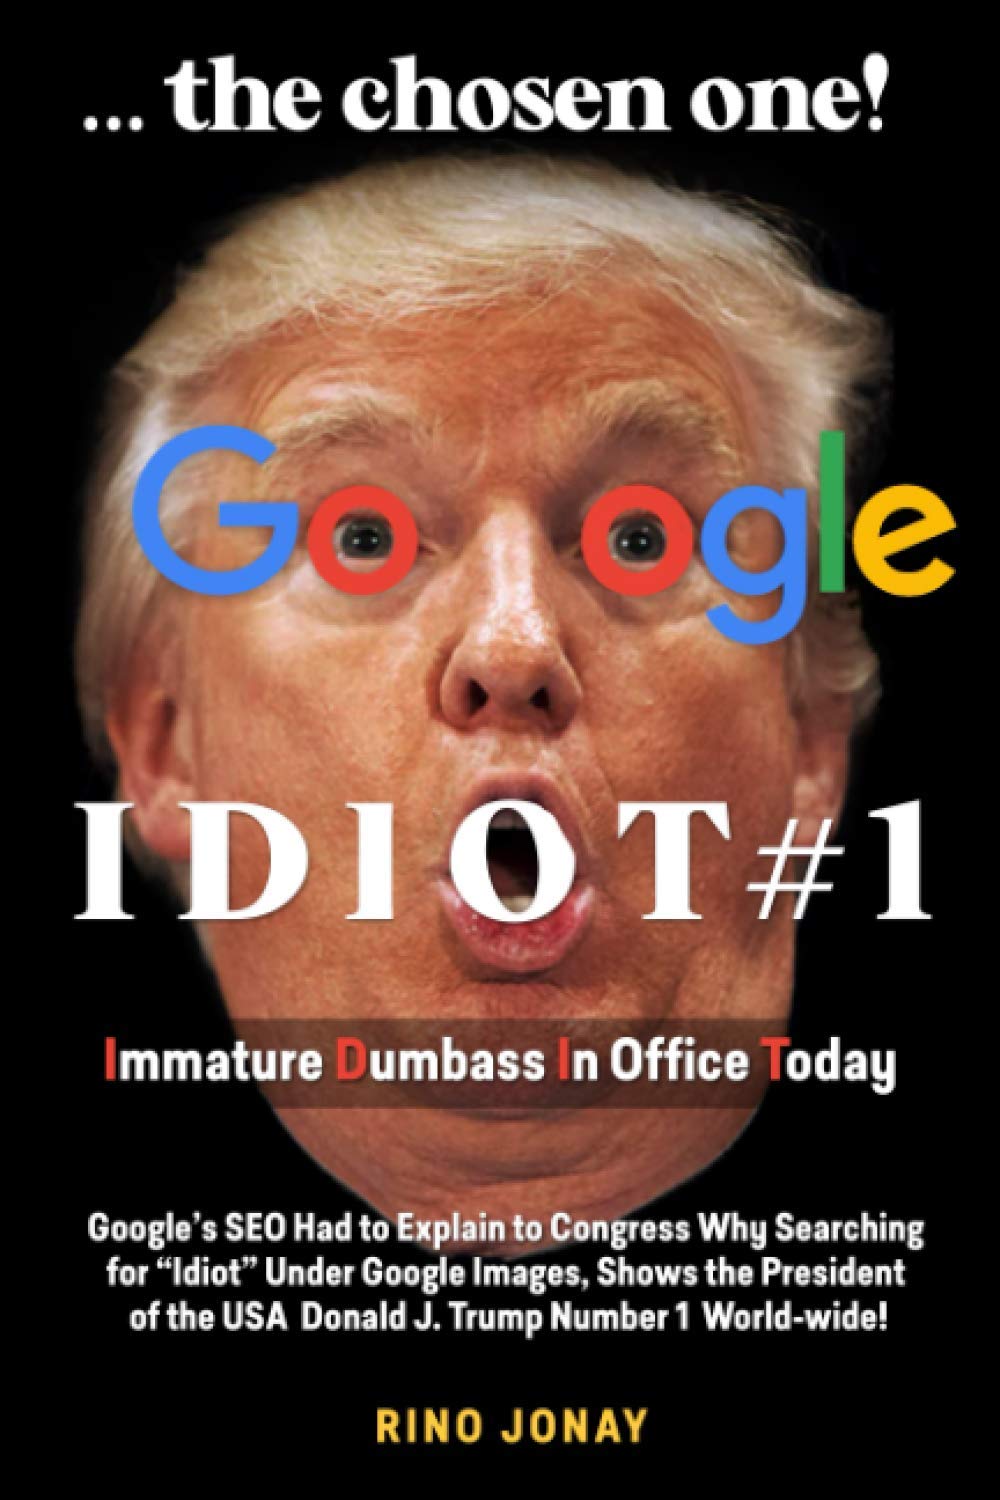 ... the chosen one!
Google
IDIOT#1
Immature Dumbass In Office Today
Google's SEO Had to Explain to Congress Why Searching
for “Idiot” Under Google Images, Shows the President
of the USA Donald J. Trump Number 1 World-wide!
RINO JONAY